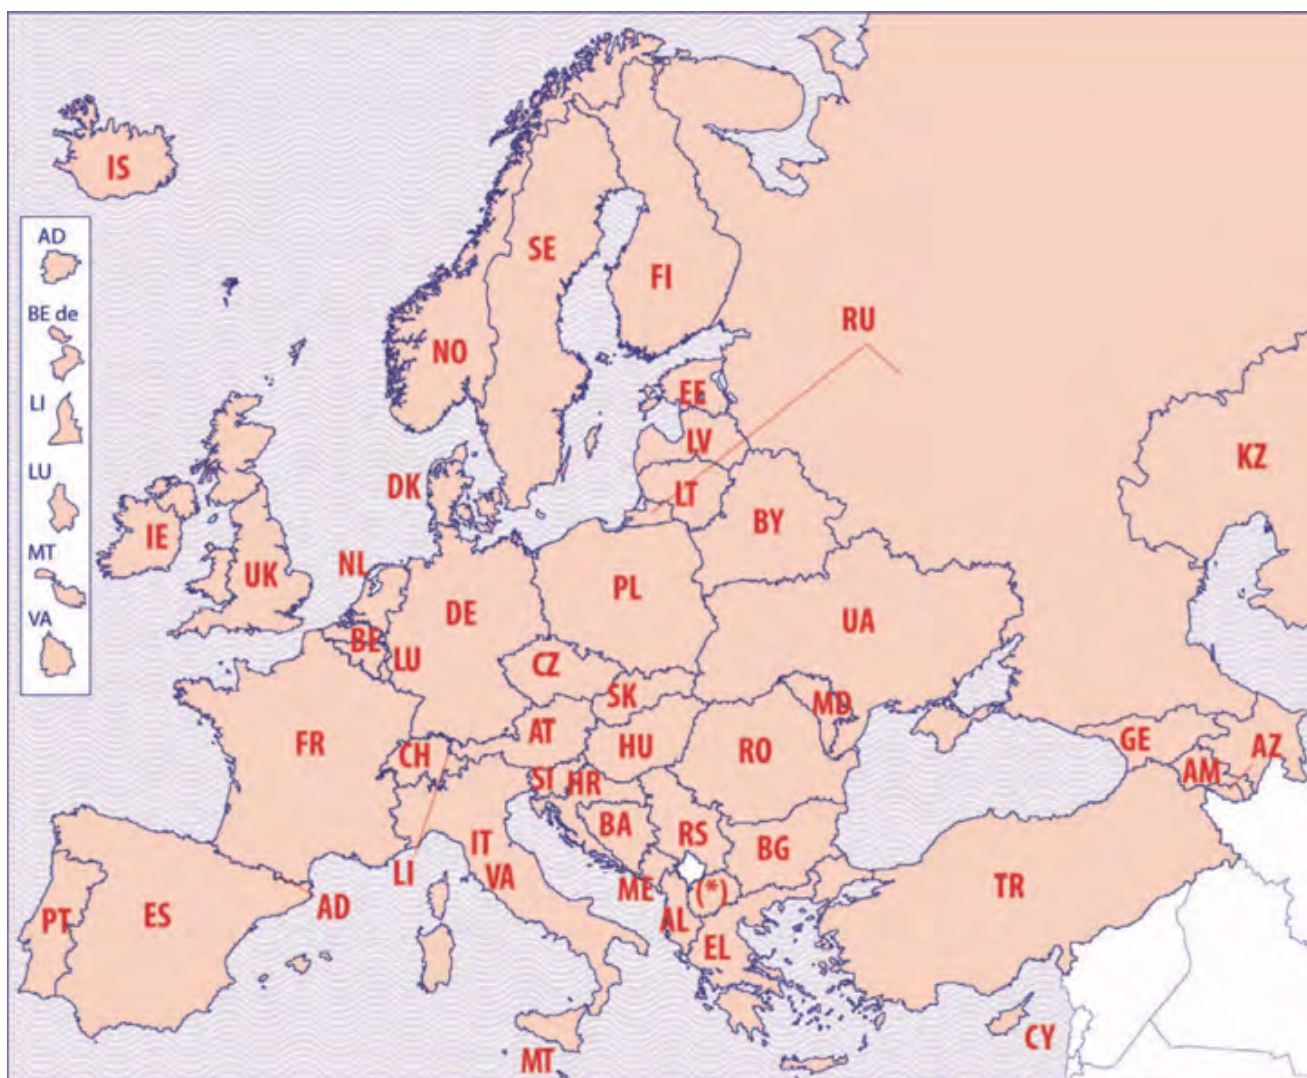 IS
AD
BE de
LI
LU
MT
VA
SE
FI
NO
RU
EE
LV
KZ
DK
LT
BY
IE
NL
UK
PL
DE
UA
BE
LU
CZ
SK
MD
FR
AT
HU
RO
CH
GE
AZ
AM
SI
HR
BA
RS
BG
IT
LI
VA
ME
(*)
TR
PT
ES
AD
AL
EL
CY
MT